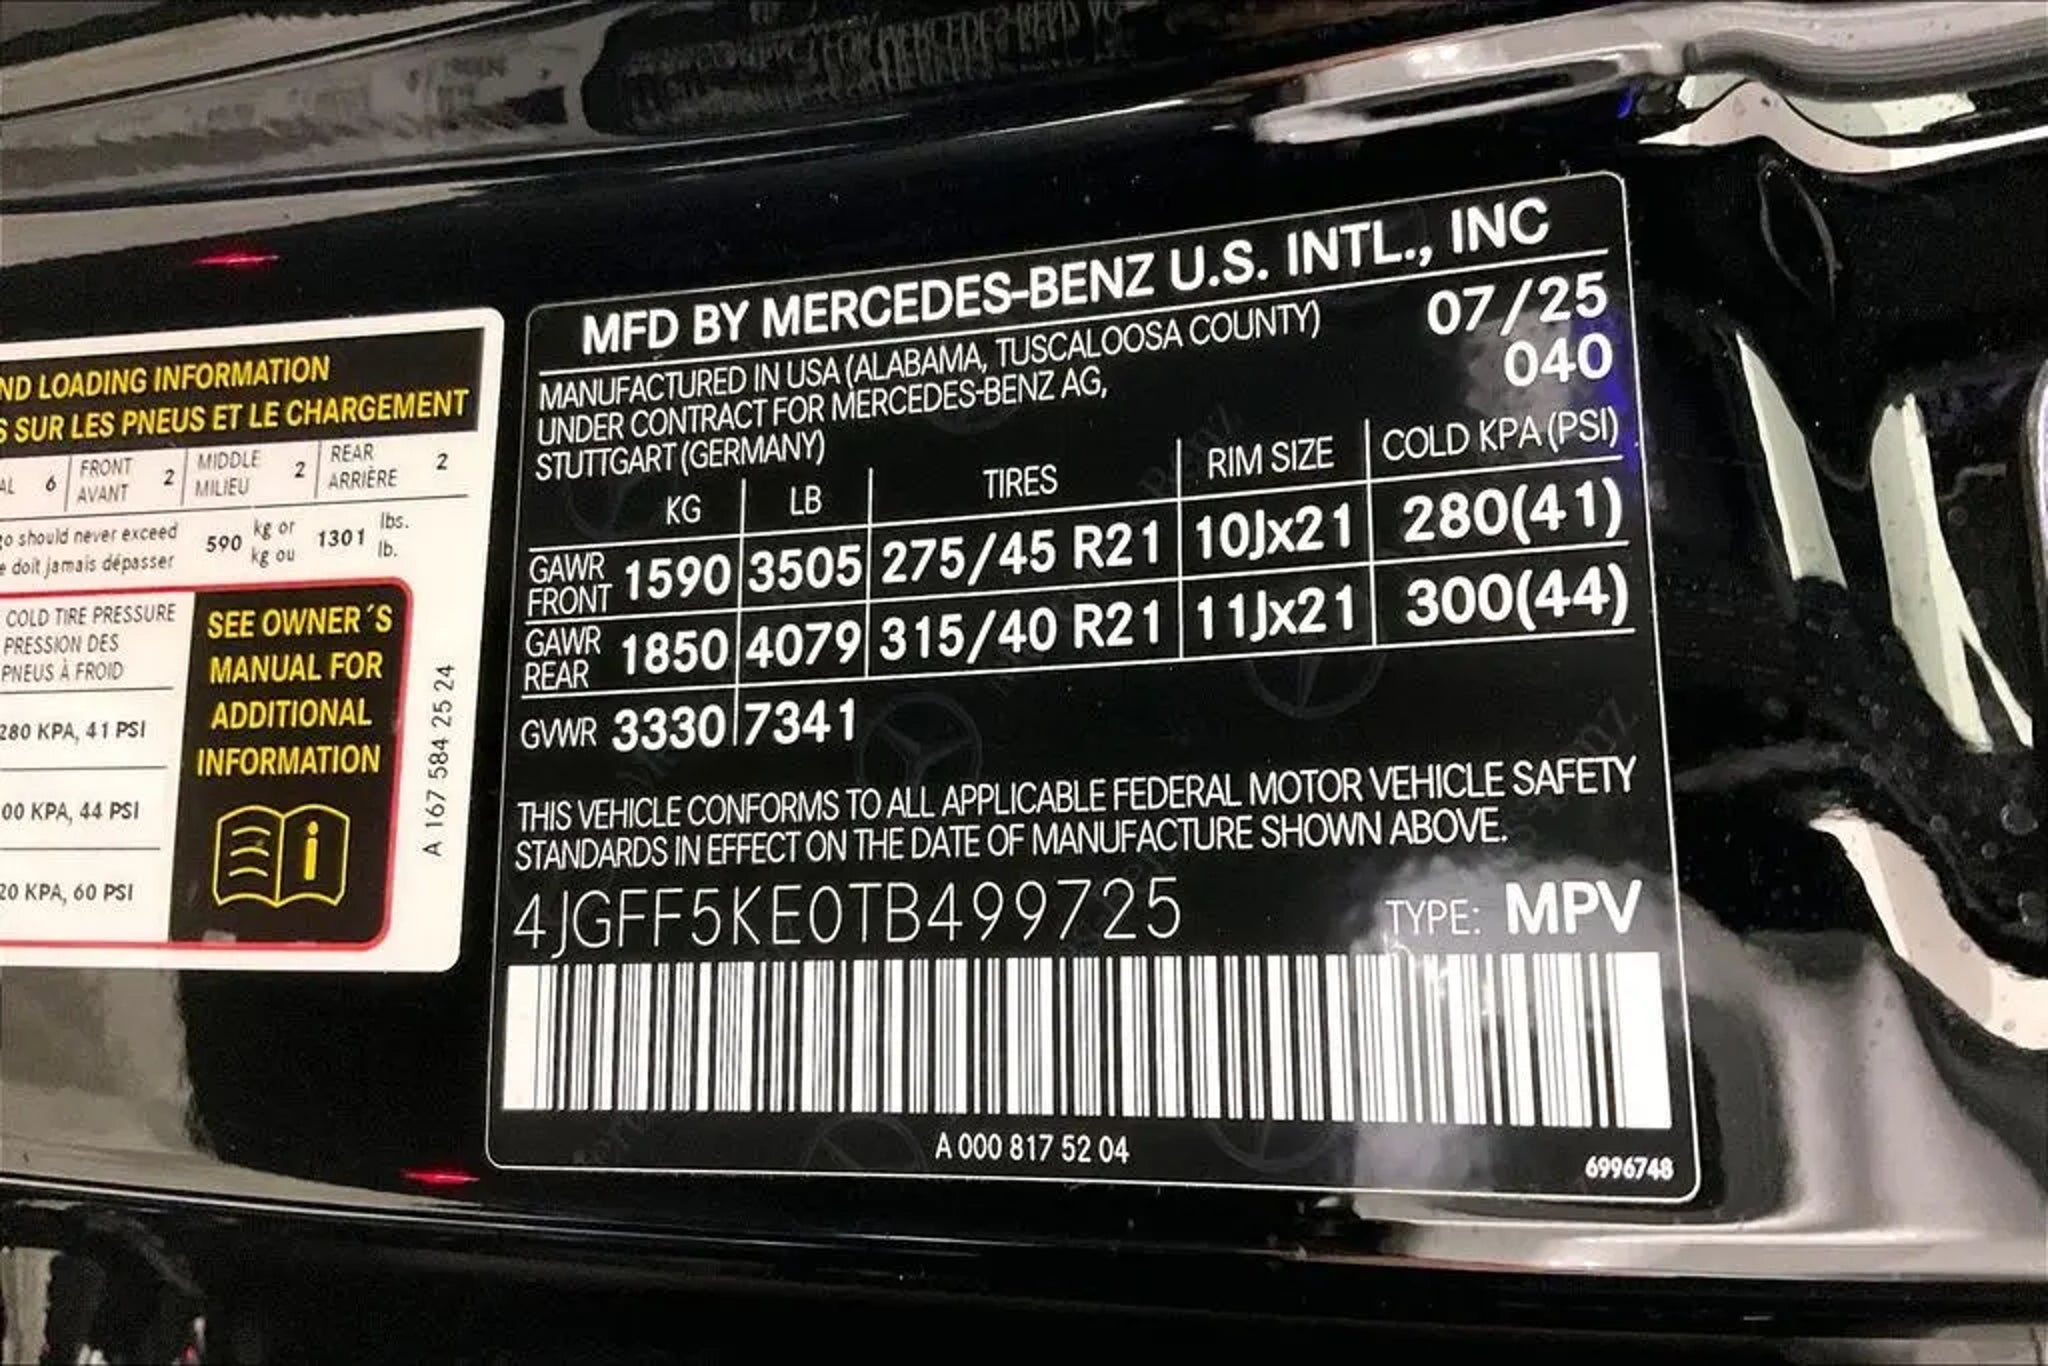 ND LOADING INFORMATION
S SUR LES PNEUS ET LE CHARGEMENT
AL 6 FRONT AVANT 2 MIDDLE MILIEU 2 REAR ARRIÈRE 2
go should never exceed 590 kg or 1301 lbs.
e doit jamais dépasser kg ou lb.
COLD TIRE PRESSURE
PRESSION DES
PNEUS À FROID
280 KPA, 41 PSI
00 KPA, 44 PSI
20 KPA, 60 PSI
SEE OWNER´S
MANUAL FOR
ADDITIONAL
INFORMATION
A 167 584 25 24
MFD BY MERCEDES-BENZ U.S. INTL., INC
MANUFACTURED IN USA (ALABAMA, TUSCALOOSA COUNTY) 07/25
UNDER CONTRACT FOR MERCEDES-BENZ AG, 040
STUTTGART (GERMANY)
KG LB TIRES RIM SIZE COLD KPA (PSI)
GAWR FRONT 1590 3505 275/45 R21 10Jx21 280(41)
GAWR REAR 1850 4079 315/40 R21 11Jx21 300(44)
GVWR 3330 7341
THIS VEHICLE CONFORMS TO ALL APPLICABLE FEDERAL MOTOR VEHICLE SAFETY
STANDARDS IN EFFECT ON THE DATE OF MANUFACTURE SHOWN ABOVE.
4JGFF5KE0TB499725 TYPE: MPV
A 000 817 52 04
6996748